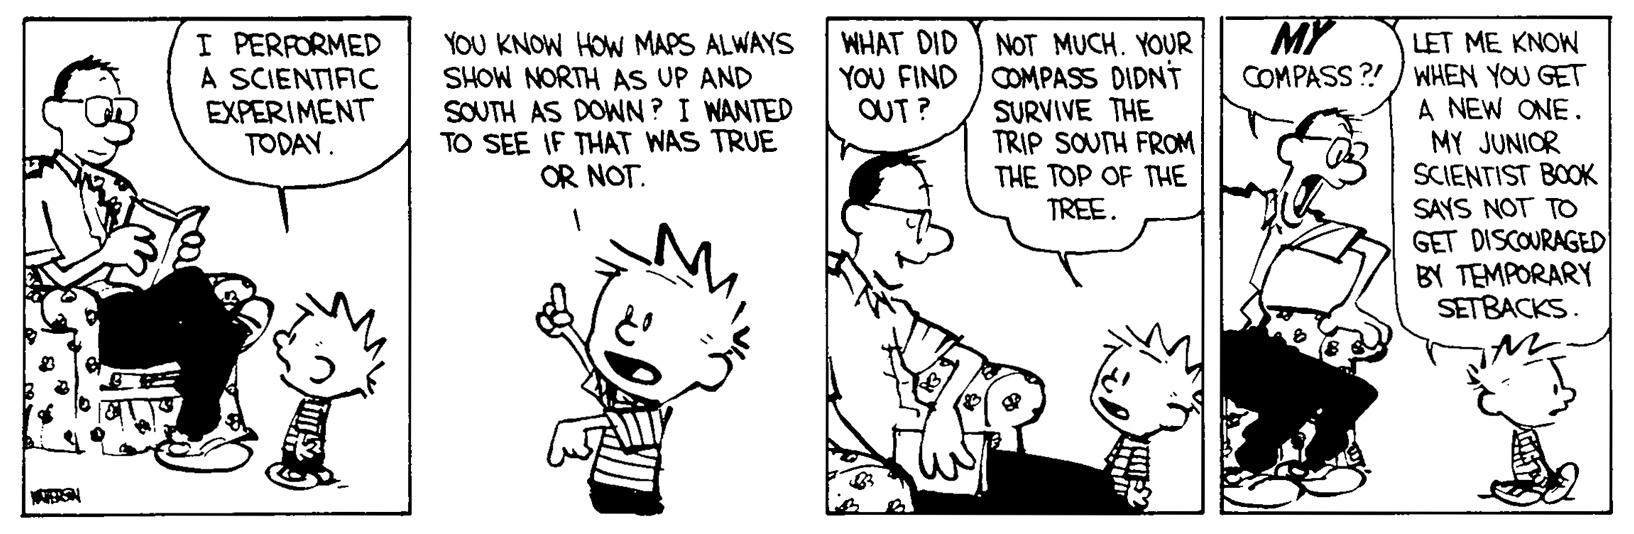 I PERFORMED
A SCIENTIFIC
EXPERIMENT
TODAY.
YOU KNOW HOW MAPS ALWAYS
SHOW NORTH AS UP AND
SOUTH AS DOWN? I WANTED
TO SEE IF THAT WAS TRUE
OR NOT.
WHAT DID
YOU FIND
OUT?
NOT MUCH. YOUR
COMPASS DIDN'T
SURVIVE THE
TRIP SOUTH FROM
THE TOP OF THE
TREE.
MY
COMPASS?!
LET ME KNOW
WHEN YOU GET
A NEW ONE.
MY JUNIOR
SCIENTIST BOOK
SAYS NOT TO
GET DISCOURAGED
BY TEMPORARY
SETBACKS.
WATTERSON